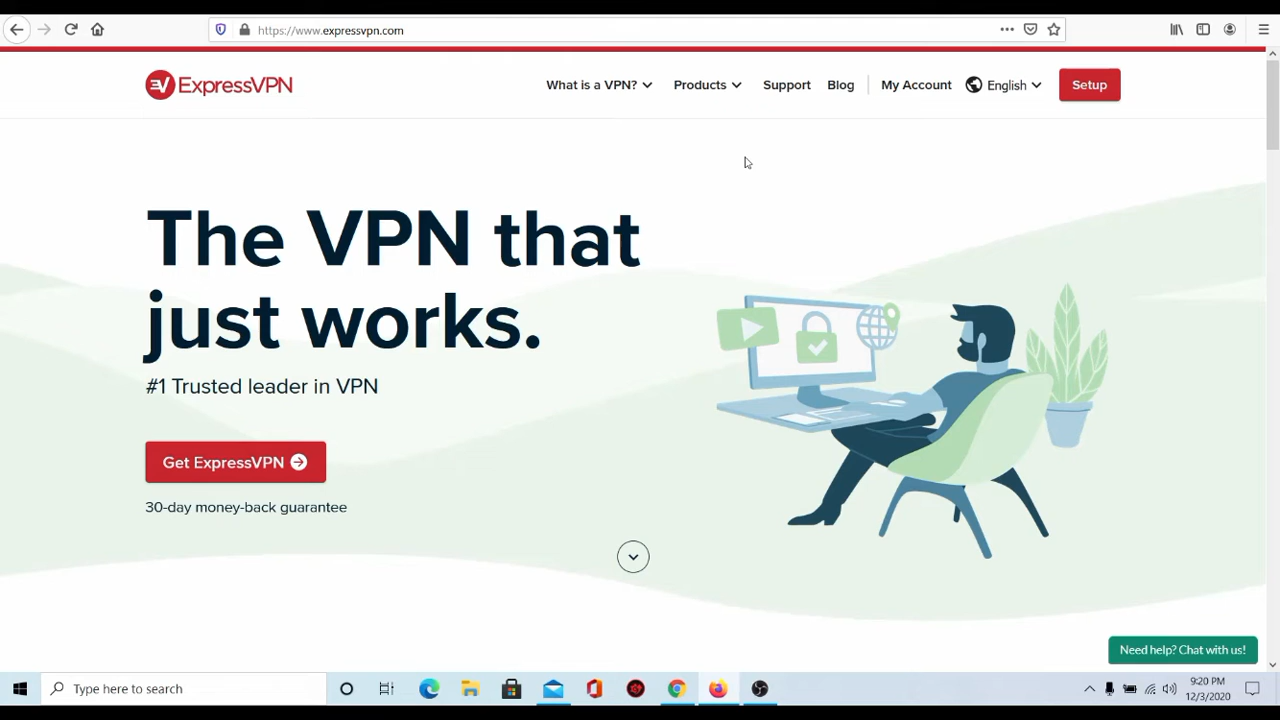 https://www.expressvpn.com
ExpressVPN
What is a VPN?
Products
Support
Blog
My Account
English
Setup
The VPN that
just works.
#1 Trusted leader in VPN
Get ExpressVPN
30-day money-back guarantee
Need help? Chat with us!
Type here to search
9:20 PM
12/3/2020